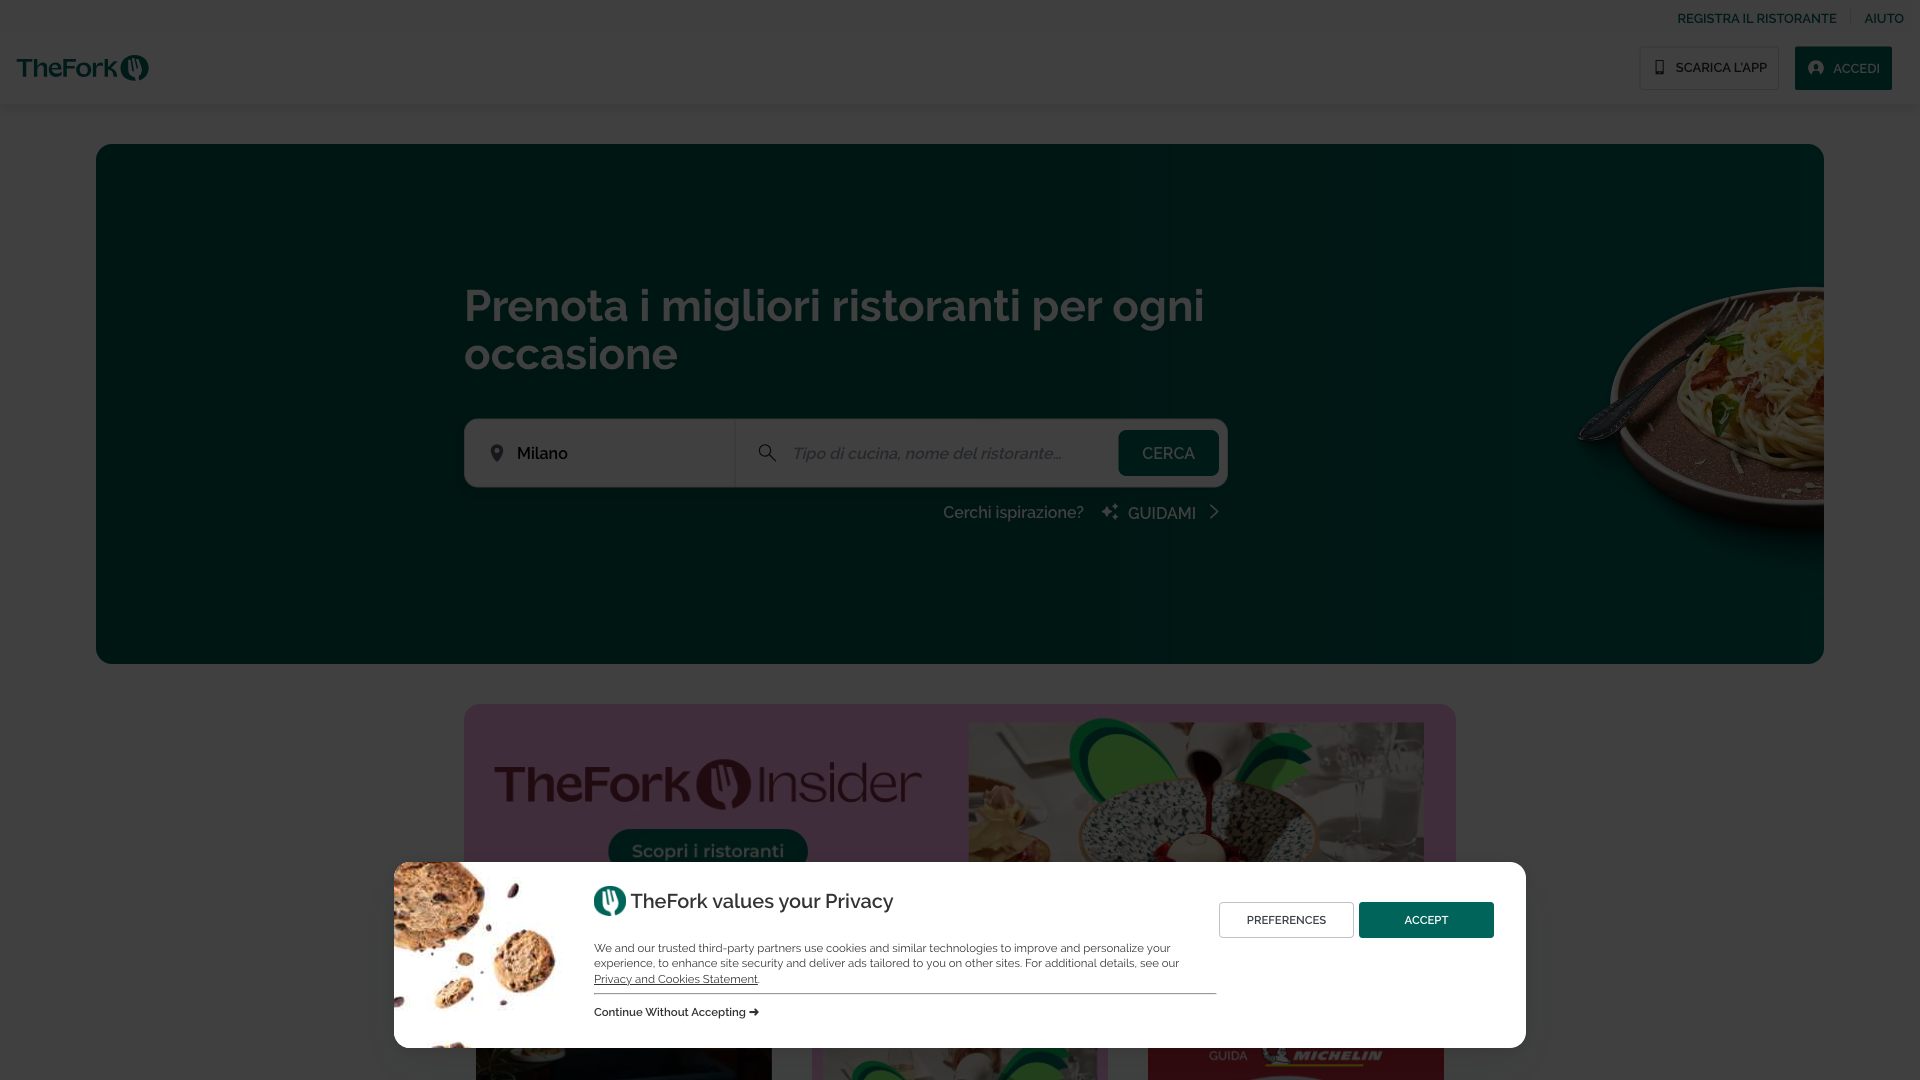 REGISTRA IL RISTORANTE
AIUTO
TheFork
SCARICA L'APP
ACCEDI
Prenota i migliori ristoranti per ogni
occasione
Milano
Tipo di cucina, nome del ristorante...
CERCA
Cerchi ispirazione?
GUIDAMI
TheFork Insider
Scopri i ristoranti
TheFork values your Privacy
We and our trusted third-party partners use cookies and similar technologies to improve and personalize your
experience, to enhance site security and deliver ads tailored to you on other sites. For additional details, see our
Privacy and Cookies Statement.
Continue Without Accepting ➜
PREFERENCES
ACCEPT
GUIDA
MICHELIN